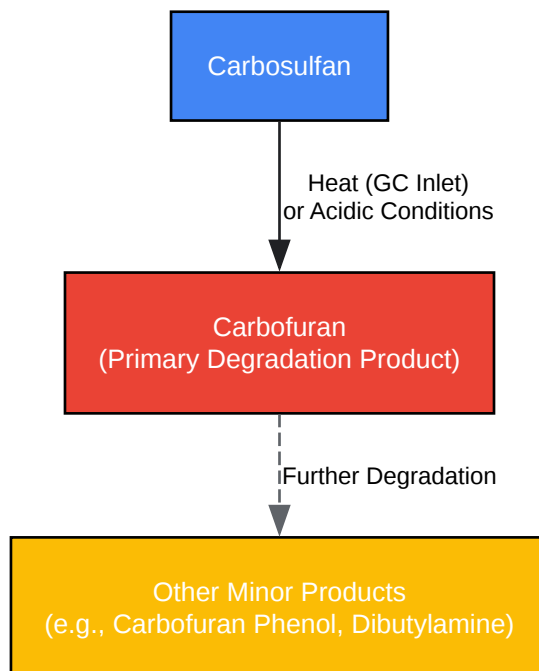 Carbosulfan
Heat (GC Inlet)
or Acidic Conditions
Carbofuran
(Primary Degradation Product)
Further Degradation
Other Minor Products
(e.g., Carbofuran Phenol, Dibutylamine)